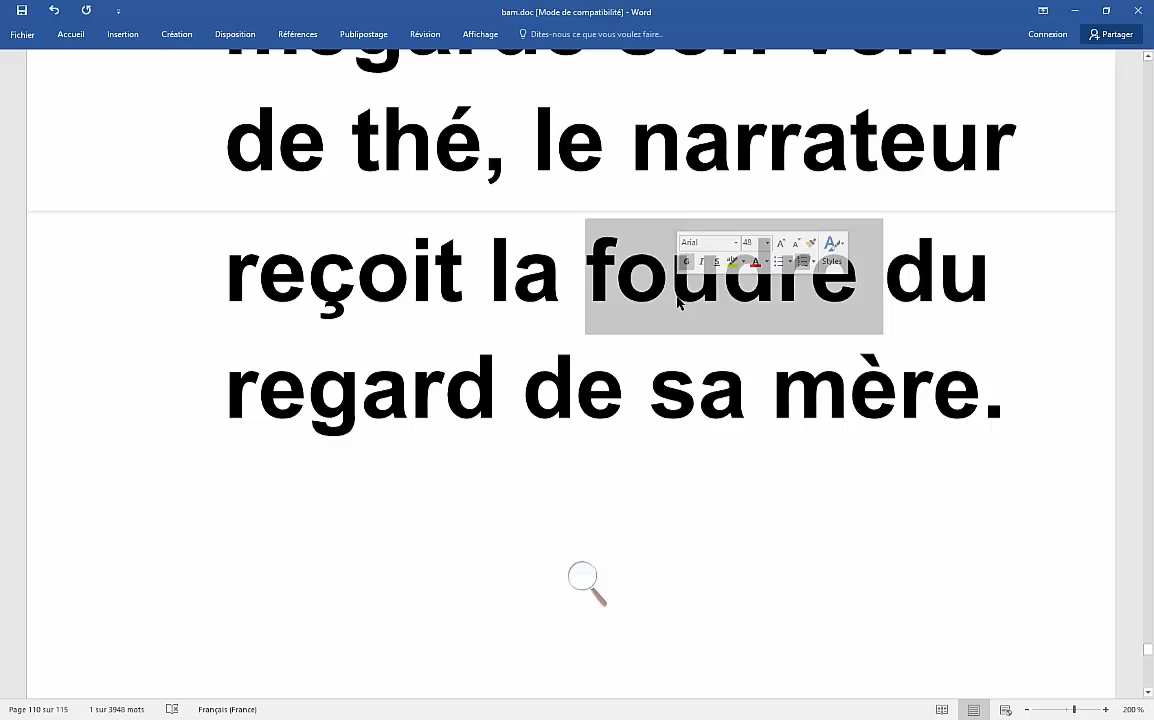 bam.doc [Mode de compatibilité] - Word
Fichier Accueil Insertion Création Disposition Références Publipostage Révision Affichage Dites-nous ce que vous voulez faire.. Connexion Partager
de thé, le narrateur
Arial 48
G I S Styles
reçoit la foudre du
regard de sa mère.
Page 110 sur 115 1 sur 3948 mots Français (France) 200 %